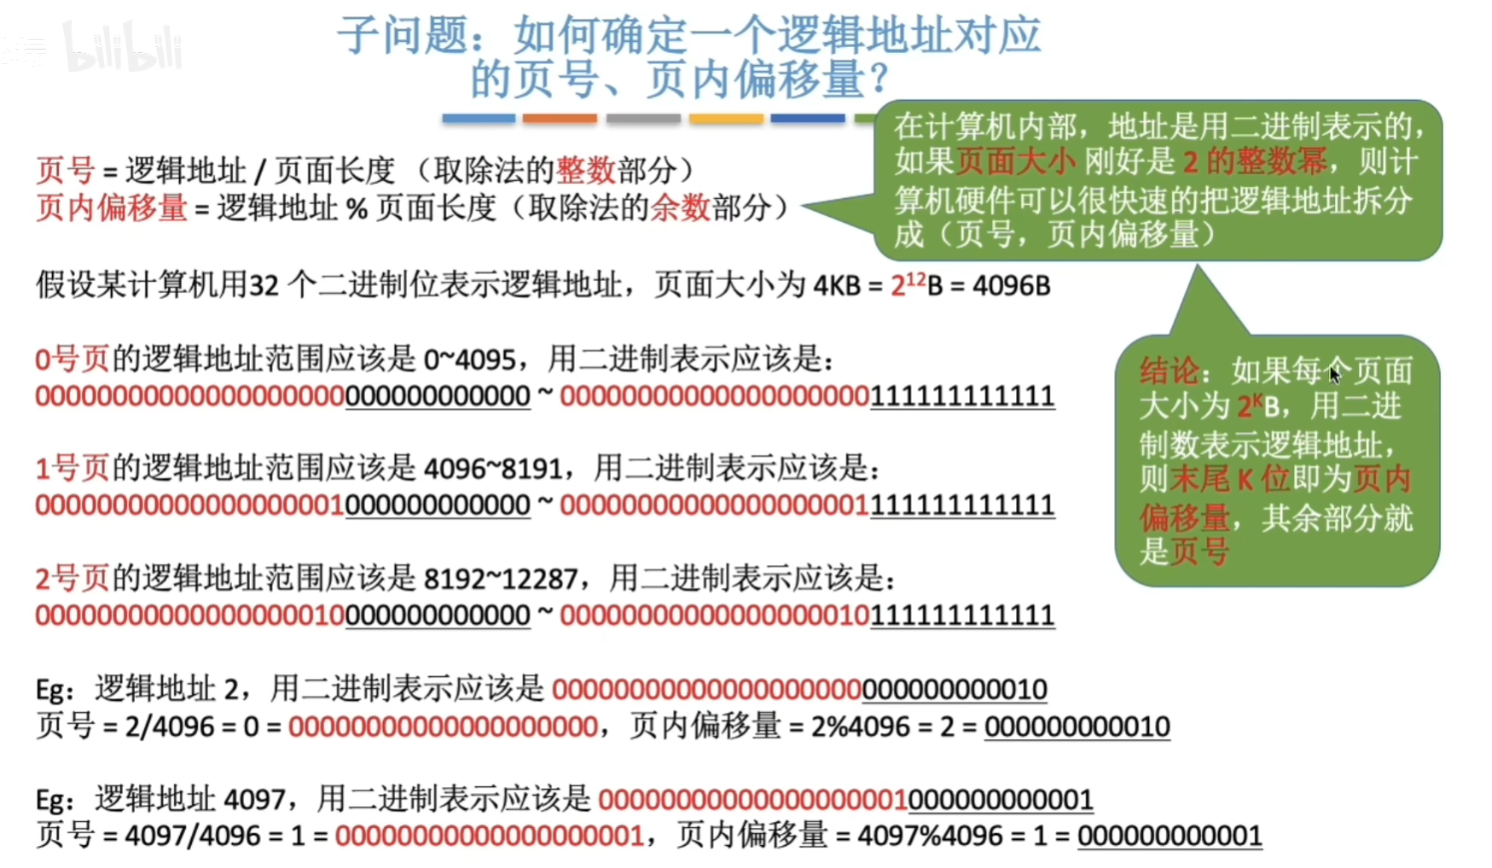 bilibili
子问题：如何确定一个逻辑地址对应
的页号、页内偏移量？
在计算机内部，地址是用二进制表示的，
如果页面大小 刚好是 2 的整数幂，则计
算机硬件可以很快速的把逻辑地址拆分
成（页号，页内偏移量）
页号 = 逻辑地址 / 页面长度 （取除法的整数部分）
页内偏移量 = 逻辑地址 % 页面长度（取除法的余数部分）
假设某计算机用32 个二进制位表示逻辑地址，页面大小为 4KB = 2¹²B = 4096B
0号页的逻辑地址范围应该是 0~4095，用二进制表示应该是：
00000000000000000000000000000000 ~ 00000000000000000000111111111111
1号页的逻辑地址范围应该是 4096~8191，用二进制表示应该是：
00000000000000000001000000000000 ~ 00000000000000000001111111111111
2号页的逻辑地址范围应该是 8192~12287，用二进制表示应该是：
00000000000000000010000000000000 ~ 00000000000000000010111111111111
结论：如果每个页面
大小为 2ᴷB，用二进
制数表示逻辑地址，
则末尾 K 位即为页内
偏移量，其余部分就
是页号
Eg：逻辑地址 2，用二进制表示应该是 00000000000000000000000000000010
页号 = 2/4096 = 0 = 00000000000000000000，页内偏移量 = 2%4096 = 2 = 000000000010
Eg：逻辑地址 4097，用二进制表示应该是 00000000000000000001000000000001
页号 = 4097/4096 = 1 = 00000000000000000001，页内偏移量 = 4097%4096 = 1 = 000000000001